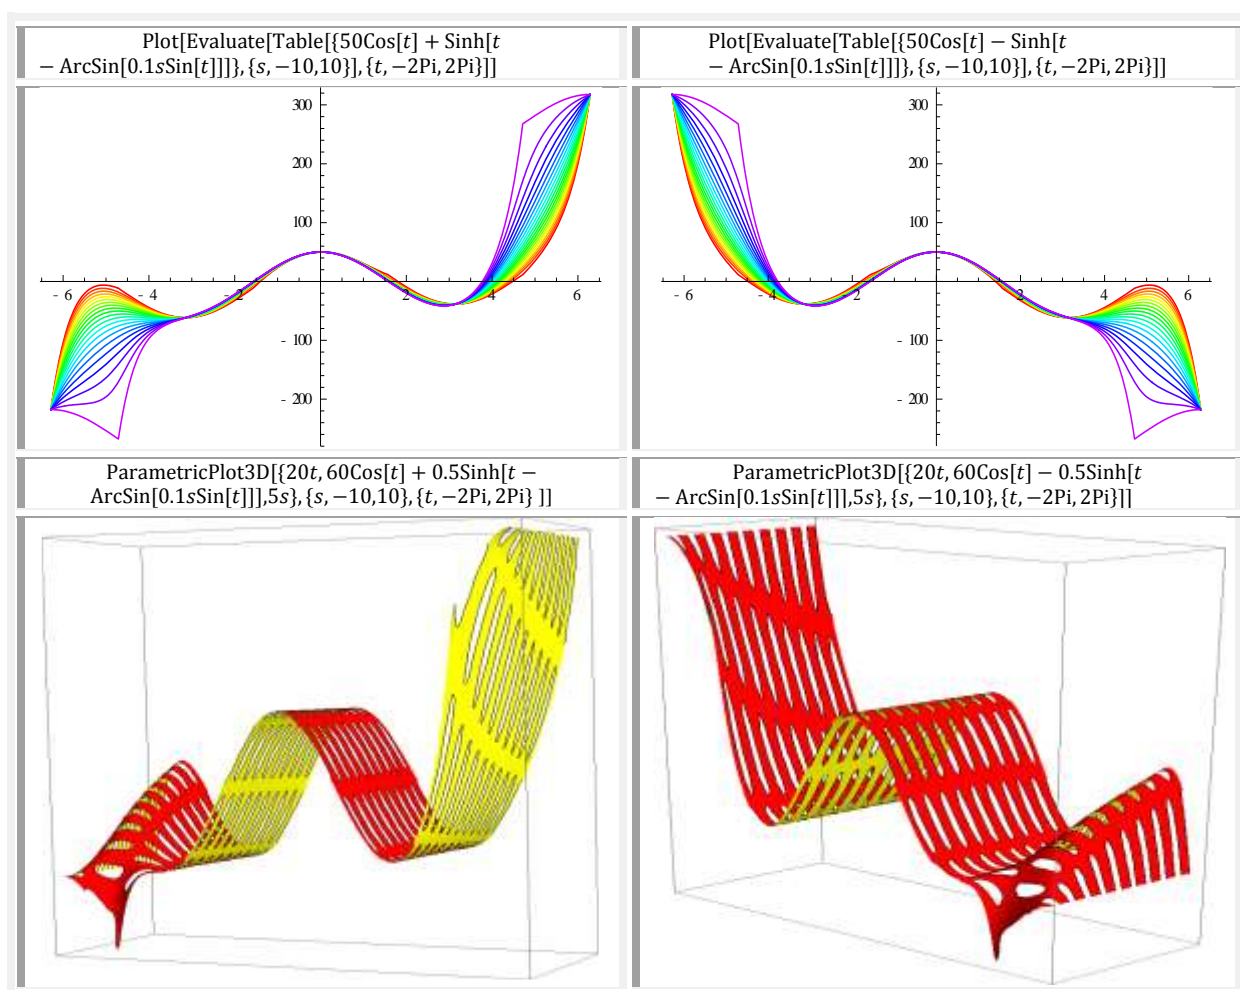 Plot[Evaluate[Table[{50Cos[t] + Sinh[t
− ArcSin[0.1sSin[t]]]},{s, −10,10}],{t, −2Pi, 2Pi}]]
Plot[Evaluate[Table[{50Cos[t] − Sinh[t
− ArcSin[0.1sSin[t]]]},{s, −10,10}],{t, −2Pi, 2Pi}]]
300
200
100
- 6
- 4
- 2
2
4
6
- 100
- 200
300
200
100
- 6
- 4
- 2
2
4
6
- 100
- 200
ParametricPlot3D[{20t, 60Cos[t] + 0.5Sinh[t −
ArcSin[0.1sSin[t]]],5s},{s, −10,10},{t, −2Pi, 2Pi} ]]
ParametricPlot3D[{20t, 60Cos[t] − 0.5Sinh[t
− ArcSin[0.1sSin[t]]],5s},{s, −10,10},{t, −2Pi, 2Pi}]]